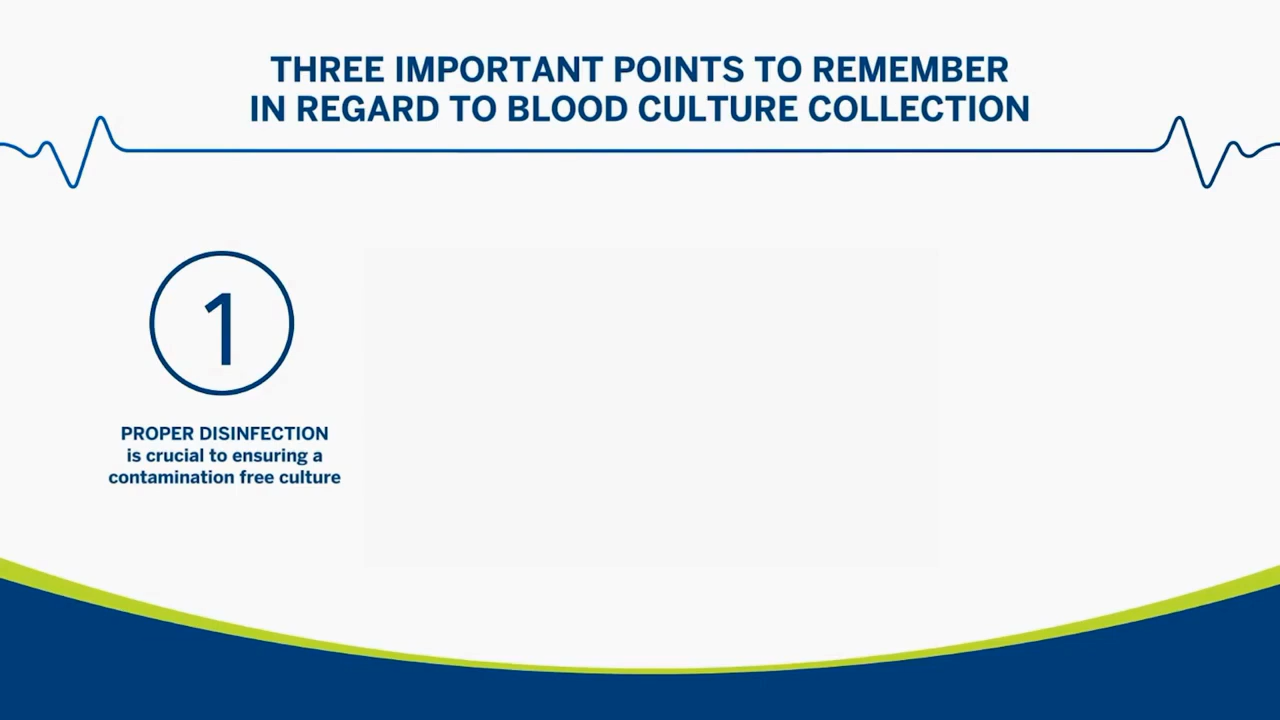 THREE IMPORTANT POINTS TO REMEMBER
IN REGARD TO BLOOD CULTURE COLLECTION
1
PROPER DISINFECTION
is crucial to ensuring a
contamination free culture